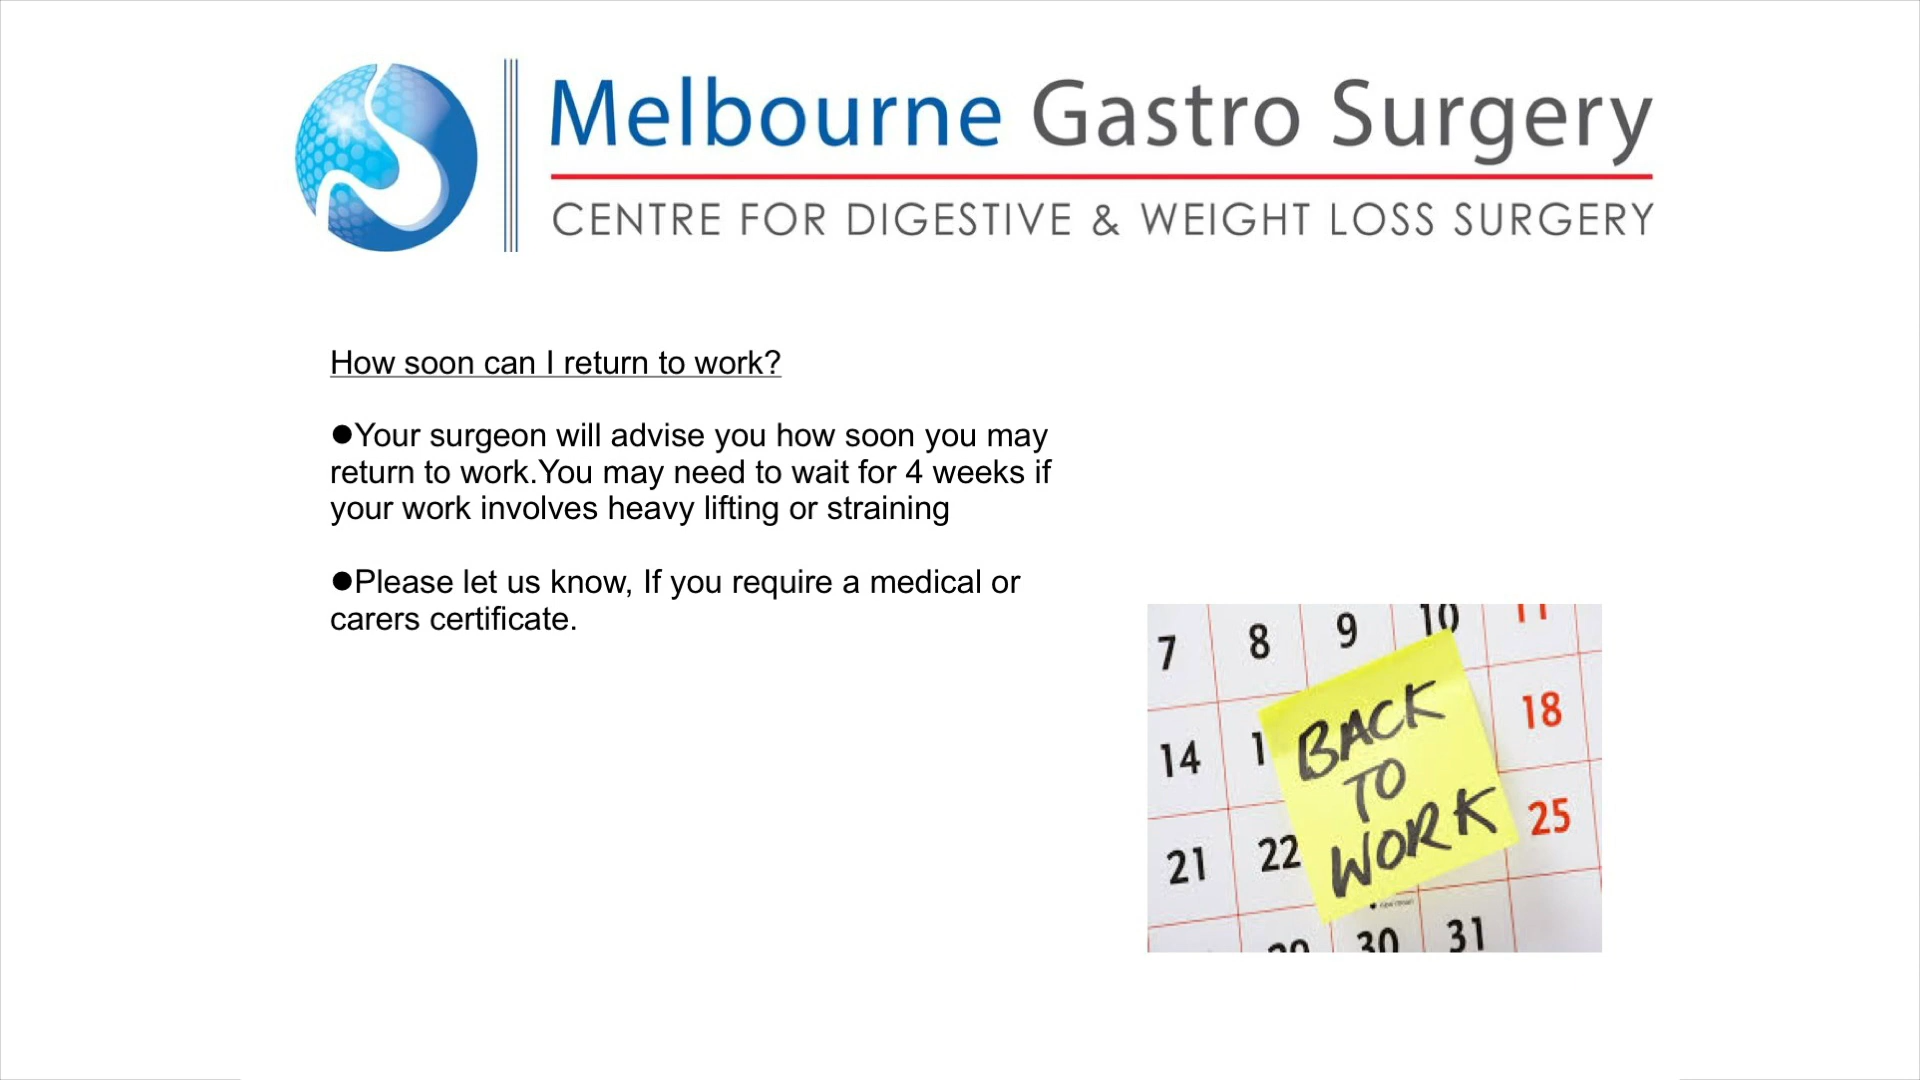 Melbourne Gastro Surgery
CENTRE FOR DIGESTIVE & WEIGHT LOSS SURGERY
How soon can I return to work?
●Your surgeon will advise you how soon you may
return to work.You may need to wait for 4 weeks if
your work involves heavy lifting or straining
●Please let us know, If you require a medical or
carers certificate.
7 8 9 10 11
14 1 18
21 22 25
29 30 31
BACK
TO
WORK